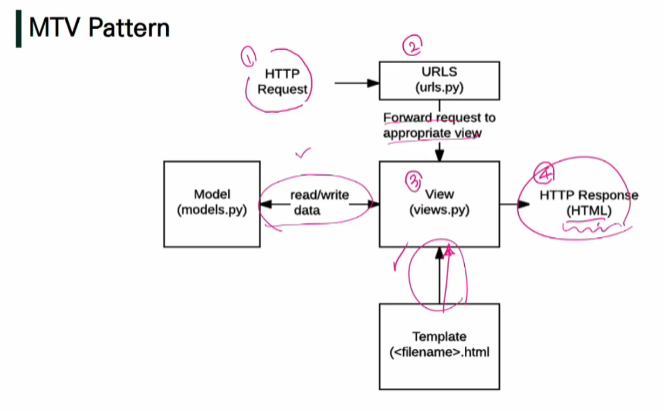 MTV Pattern
①
HTTP
Request
②
URLS
(urls.py)
Forward request to
appropriate view
Model
(models.py)
read/write
data
③
View
(views.py)
④
HTTP Response
(HTML)
Template
(<filename>.html